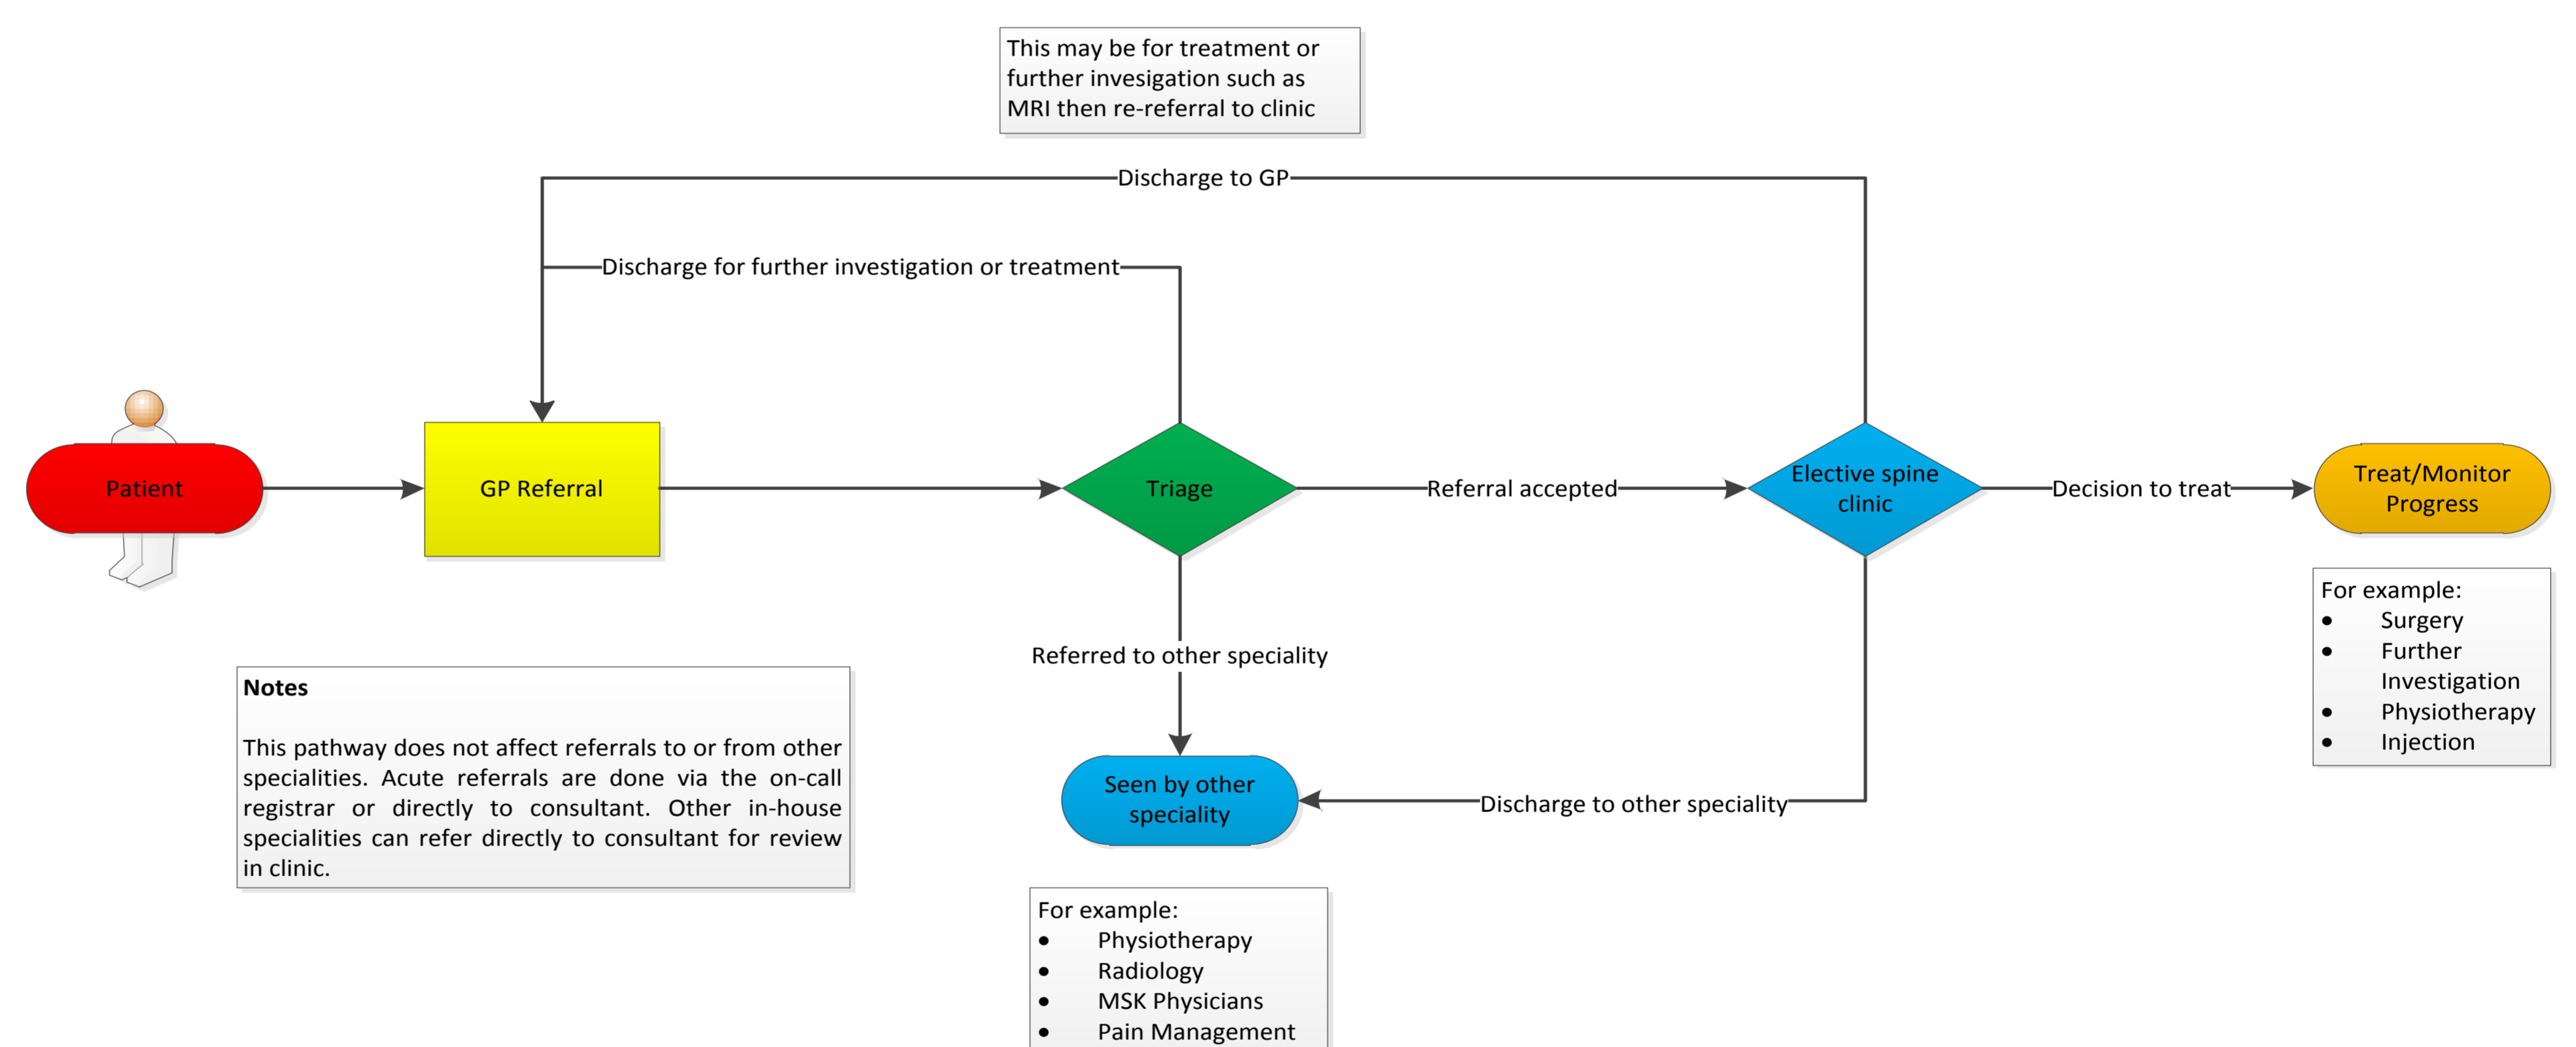 This may be for treatment or
further invesigation such as
MRI then re-referral to clinic
Discharge to GP
Discharge for further investigation or treatment
Patient
GP Referral
Triage
Referral accepted
Elective spine
clinic
Decision to treat
Treat/Monitor
Progress
For example:
• Surgery
• Further
Investigation
• Physiotherapy
• Injection
Referred to other speciality
Notes
This pathway does not affect referrals to or from other
specialities. Acute referrals are done via the on-call
registrar or directly to consultant. Other in-house
specialities can refer directly to consultant for review
in clinic.
Seen by other
speciality
Discharge to other speciality
For example:
• Physiotherapy
• Radiology
• MSK Physicians
• Pain Management